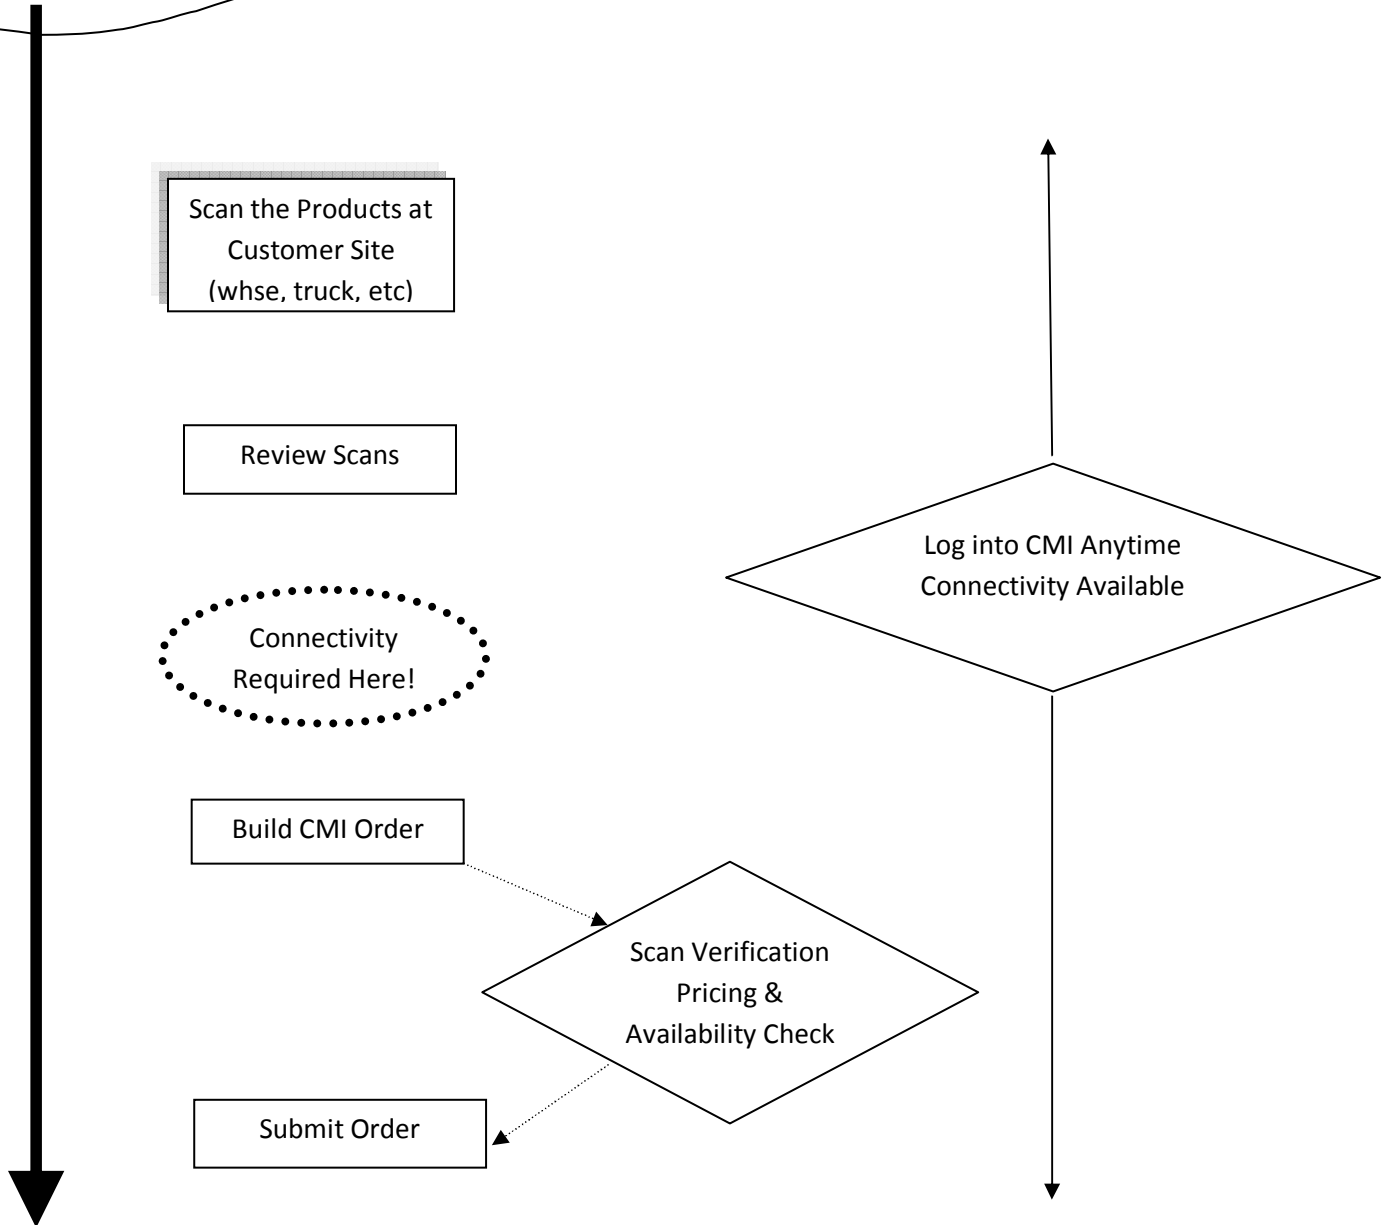 Scan the Products at
Customer Site
(whse, truck, etc)
Review Scans
Log into CMI Anytime
Connectivity Available
Connectivity
Required Here!
Build CMI Order
Scan Verification
Pricing &
Availability Check
Submit Order